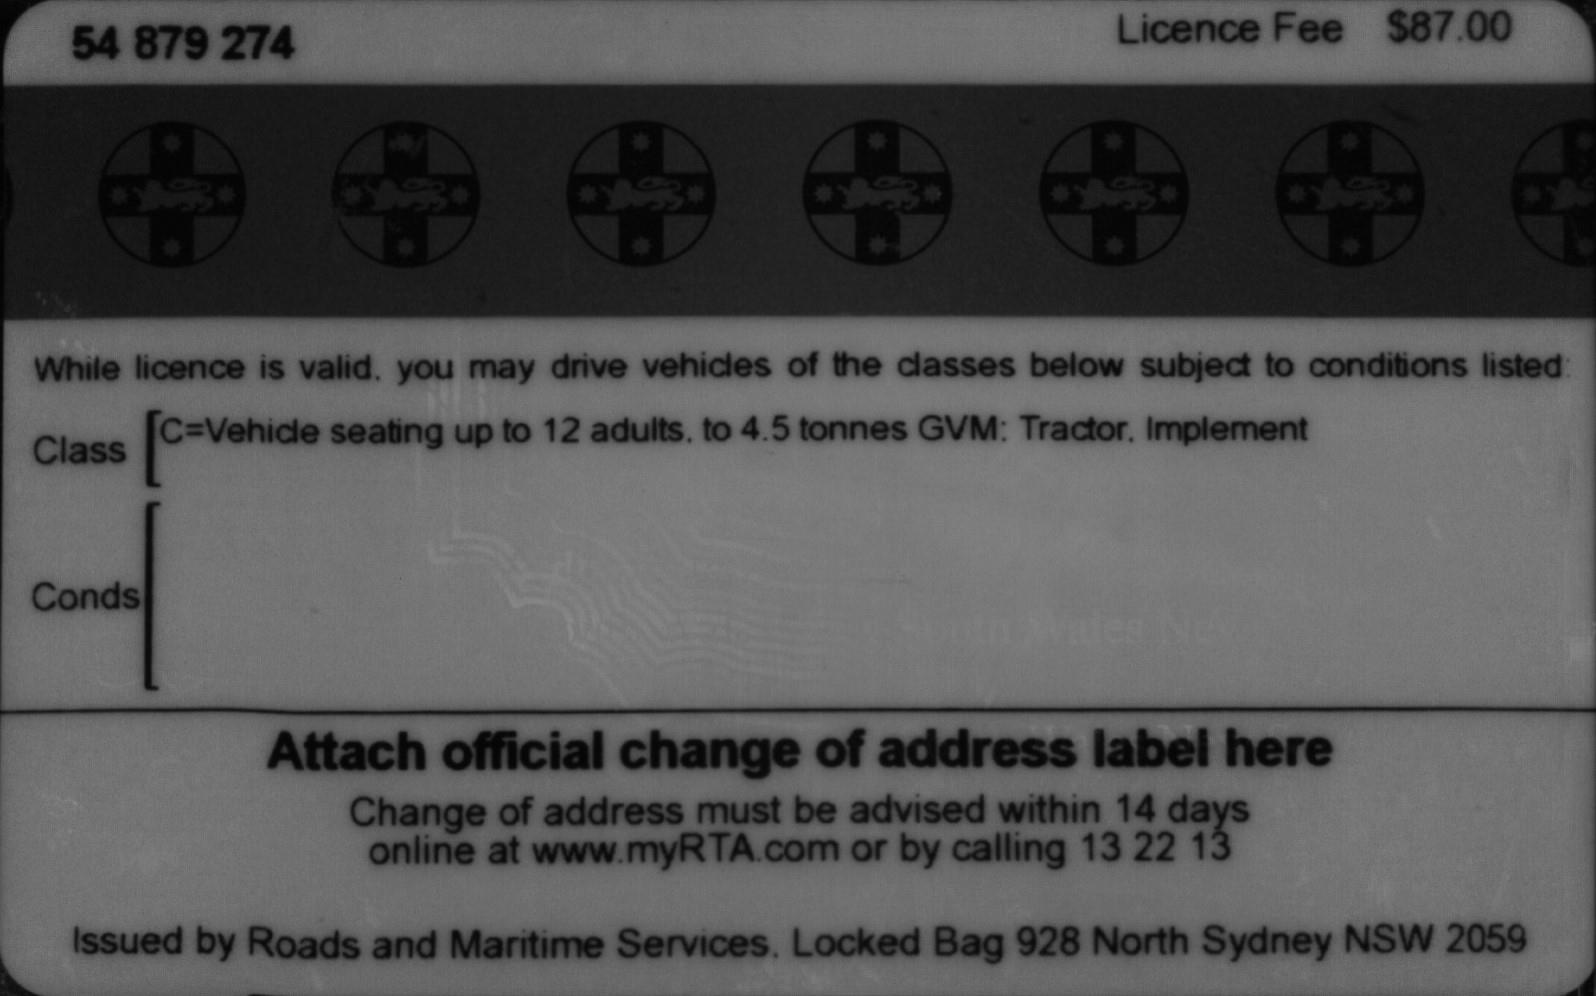 54 879 274 Licence Fee $87.00
While licence is valid, you may drive vehicles of the classes below subject to conditions listed:
Class [C=Vehicle seating up to 12 adults, to 4.5 tonnes GVM; Tractor, Implement
Conds [
South Wales New
Attach official change of address label here
Change of address must be advised within 14 days
online at www.myRTA.com or by calling 13 22 13
Issued by Roads and Maritime Services, Locked Bag 928 North Sydney NSW 2059